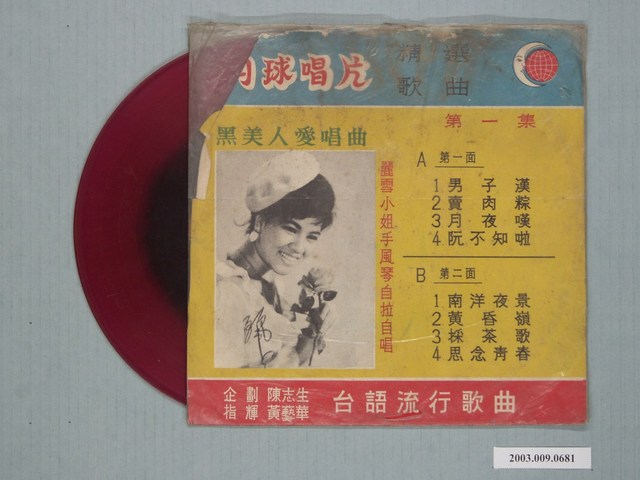 月球唱片
精選
歌曲
第一集
黑美人愛唱曲
麗雲小姐手風琴自拉自唱
A 第一面
1 男子漢
2 賣肉粽
3 月夜嘆
4 阮不知啦
B 第二面
1 南洋夜景
2 黃昏嶺
3 採茶歌
4 思念青春
企劃 陳志生
指輝 黃藝華
台語流行歌曲
2003.009.0681